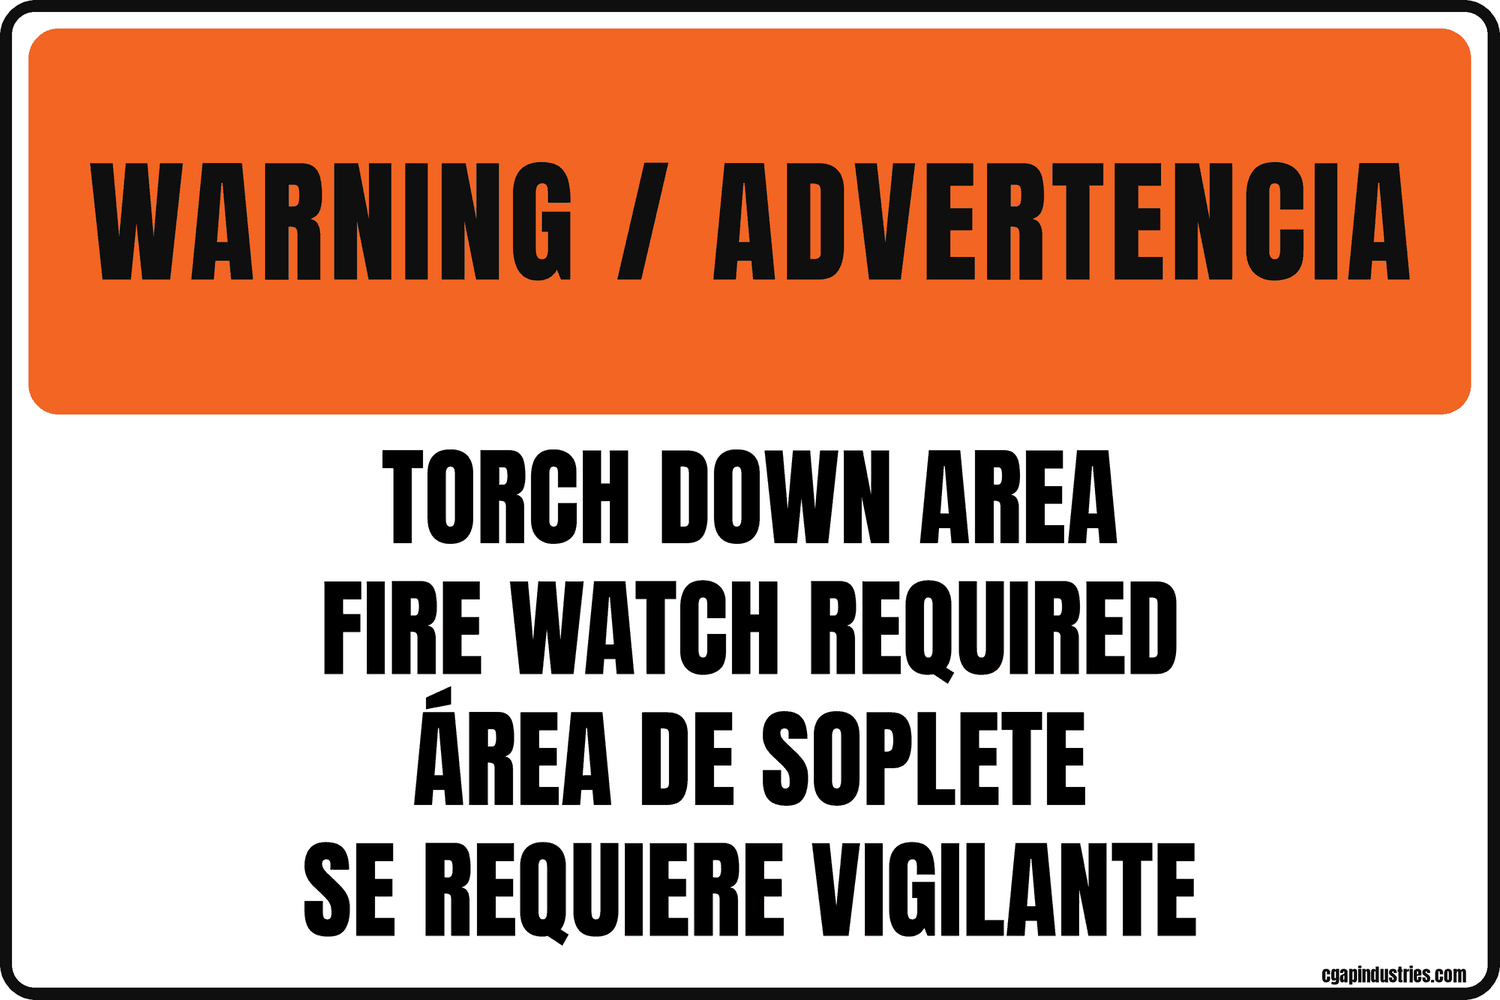 WARNING / ADVERTENCIA
TORCH DOWN AREA
FIRE WATCH REQUIRED
ÁREA DE SOPLETE
SE REQUIERE VIGILANTE
cgapindustries.com